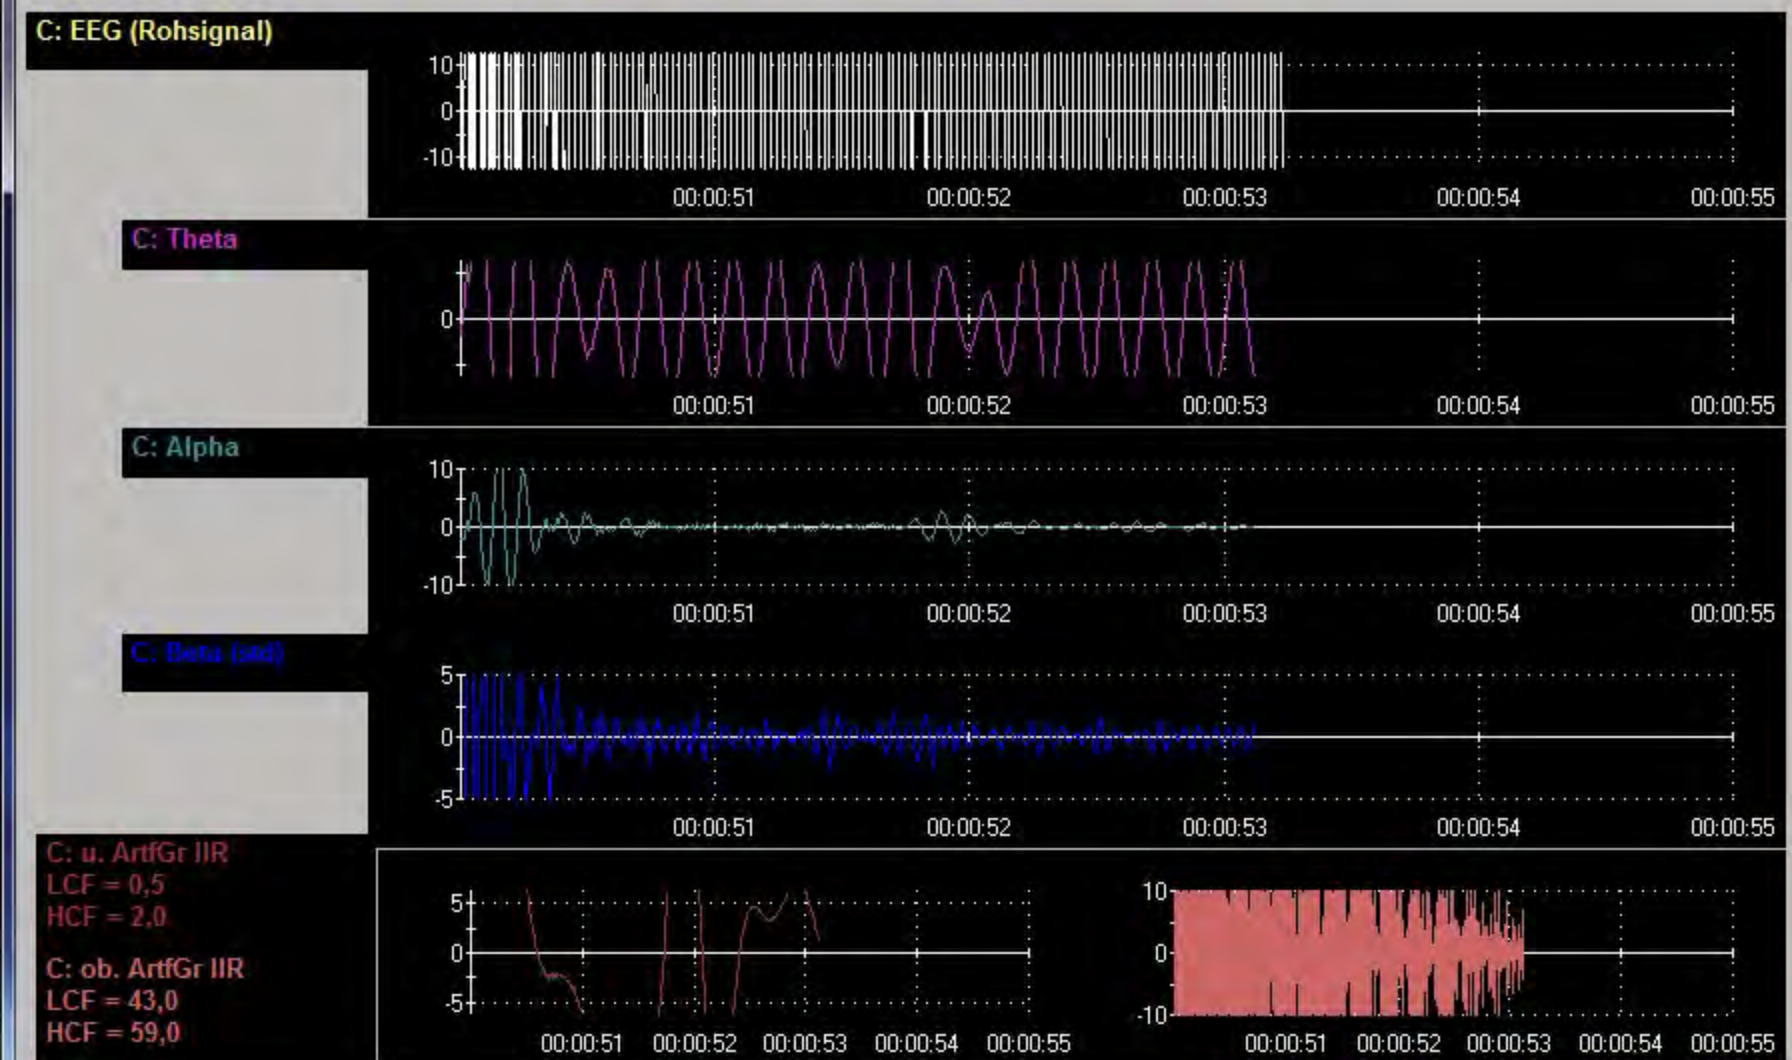 C: EEG (Rohsignal)
10
0
-10
00:00:51 00:00:52 00:00:53 00:00:54 00:00:55
C: Theta
0
00:00:51 00:00:52 00:00:53 00:00:54 00:00:55
C: Alpha
10
0
-10
00:00:51 00:00:52 00:00:53 00:00:54 00:00:55
C: Beta (std)
5
0
-5
00:00:51 00:00:52 00:00:53 00:00:54 00:00:55
C: u. ArtfGr IIR
LCF = 0,5
HCF = 2,0
C: ob. ArtfGr IIR
LCF = 43,0
HCF = 59,0
5
0
-5
00:00:51 00:00:52 00:00:53 00:00:54 00:00:55
10
0
-10
00:00:51 00:00:52 00:00:53 00:00:54 00:00:55